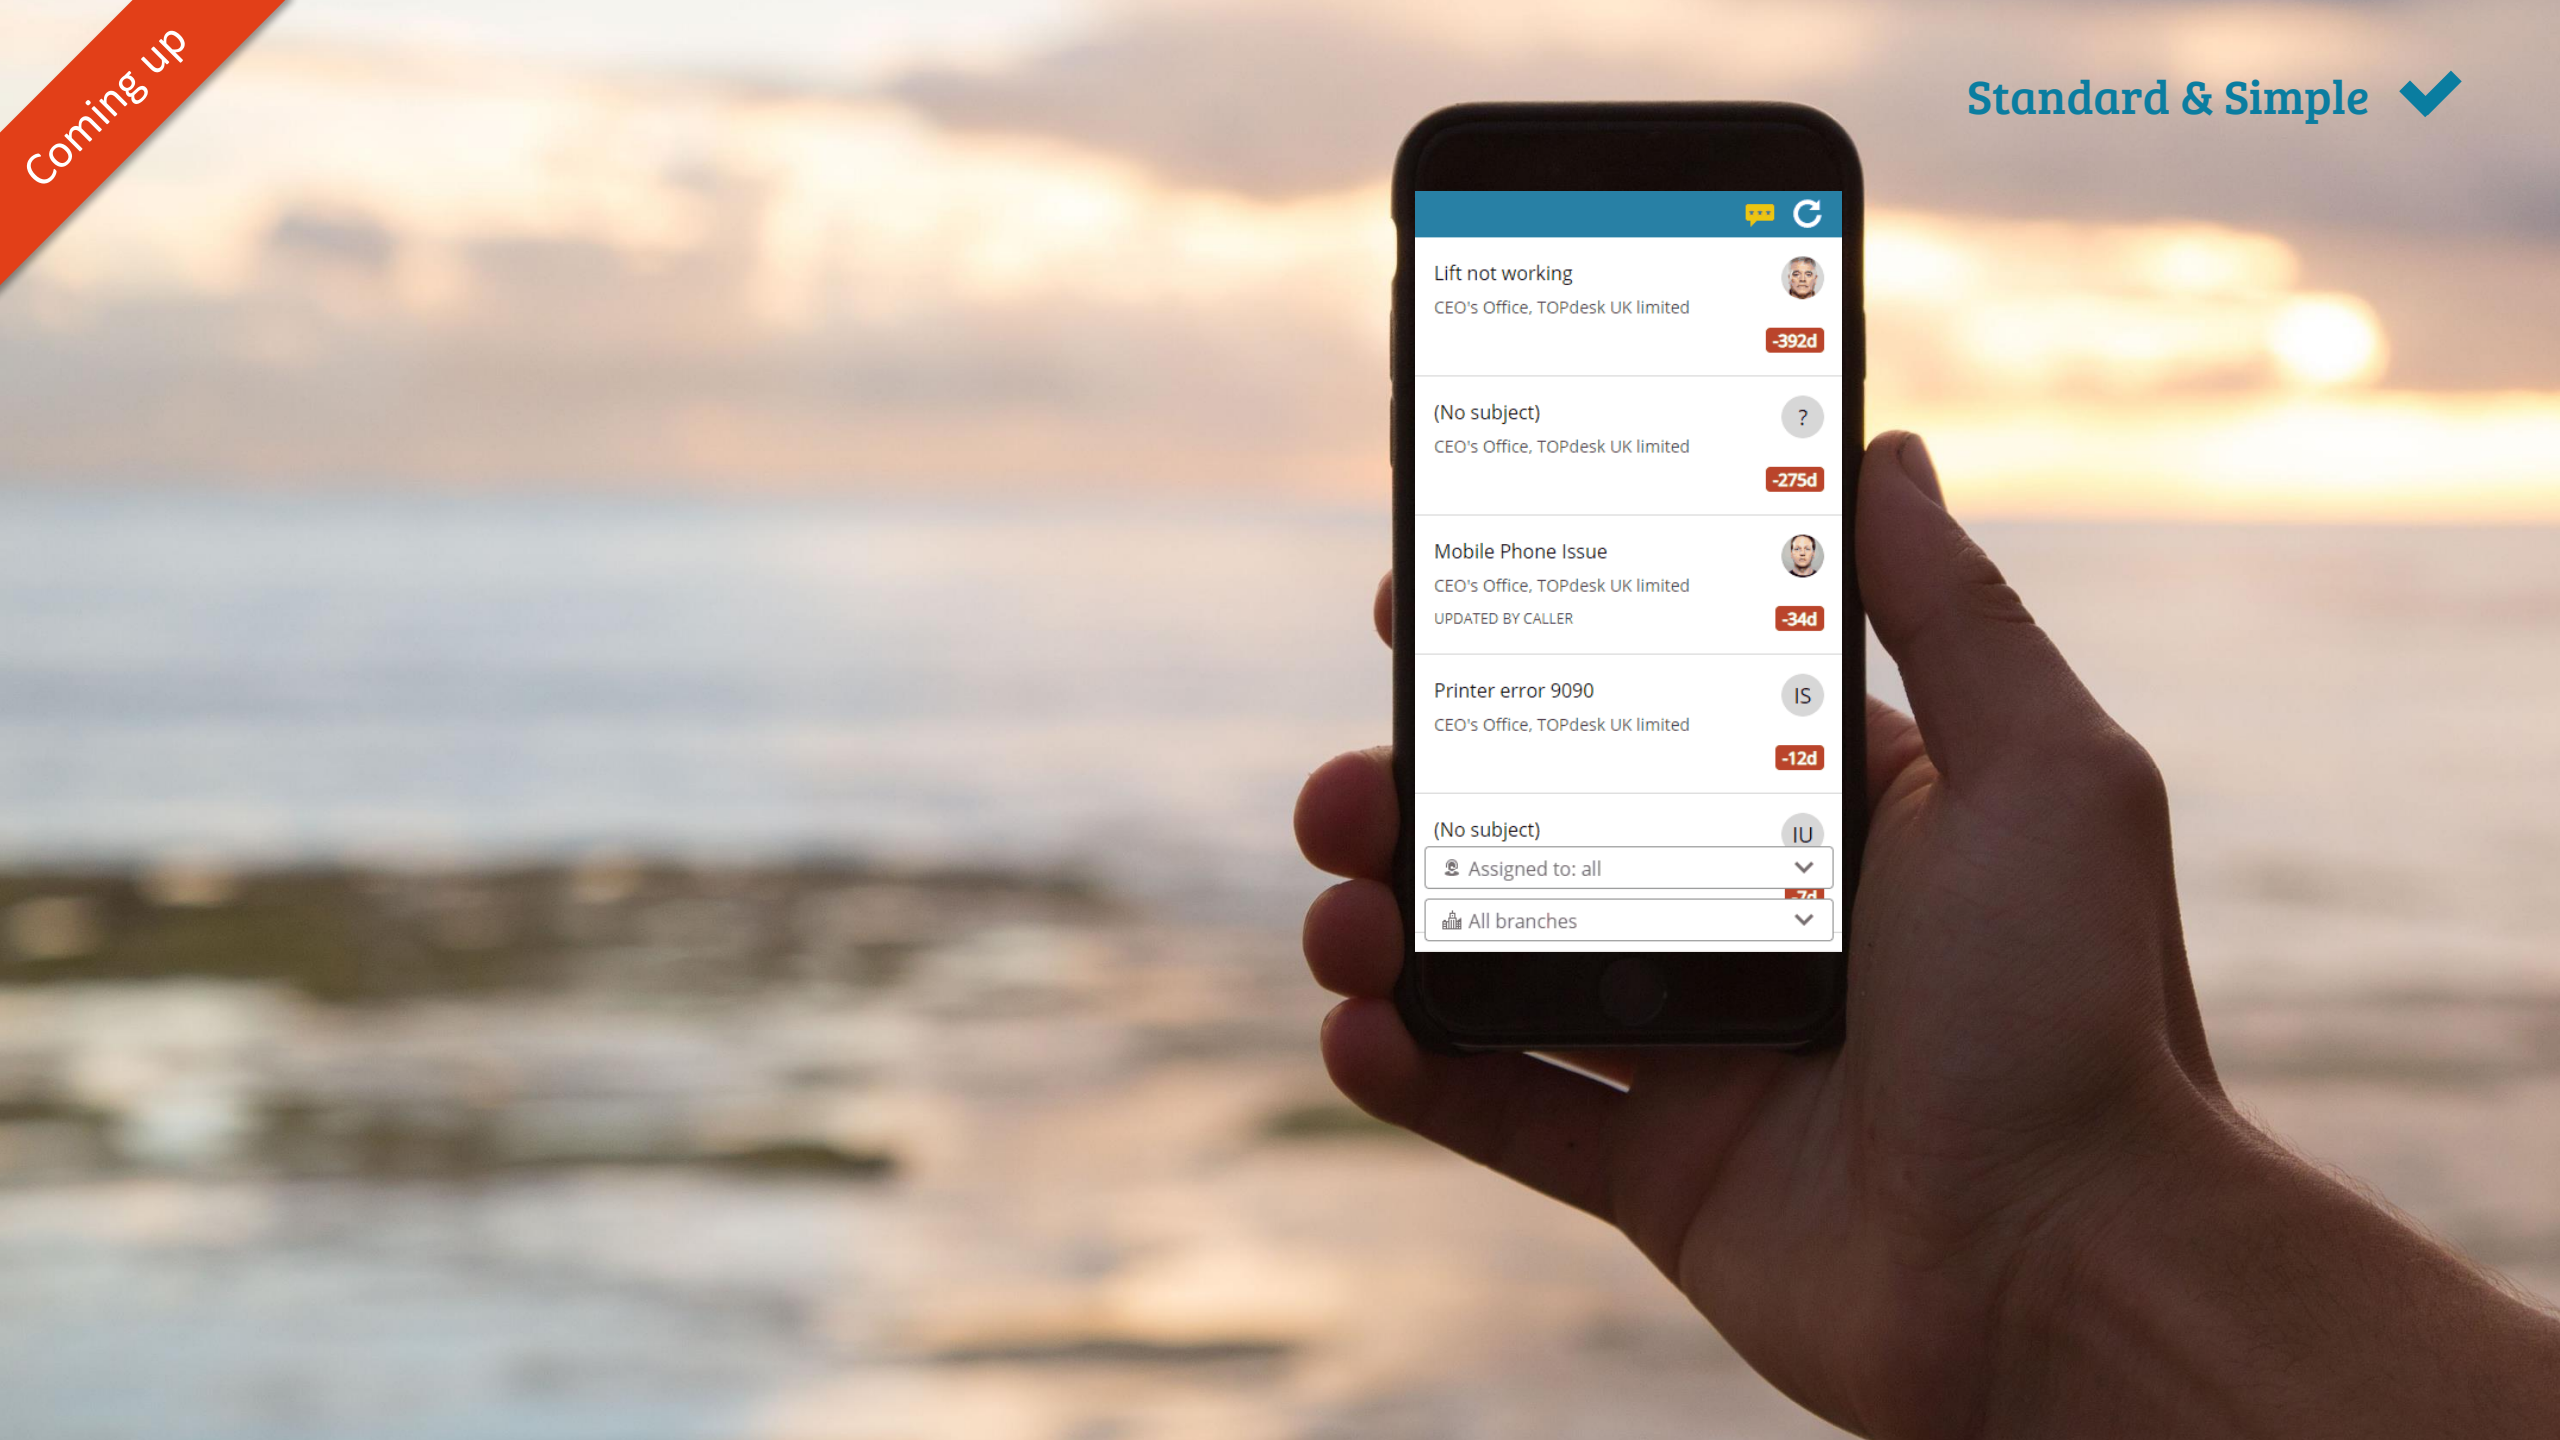 Coming up
Standard & Simple
Lift not working
CEO's Office, TOPdesk UK limited
-392d
(No subject)
?
CEO's Office, TOPdesk UK limited
-275d
Mobile Phone Issue
CEO's Office, TOPdesk UK limited
UPDATED BY CALLER
-34d
Printer error 9090
IS
CEO's Office, TOPdesk UK limited
-12d
(No subject)
IU
Assigned to: all
-7d
All branches